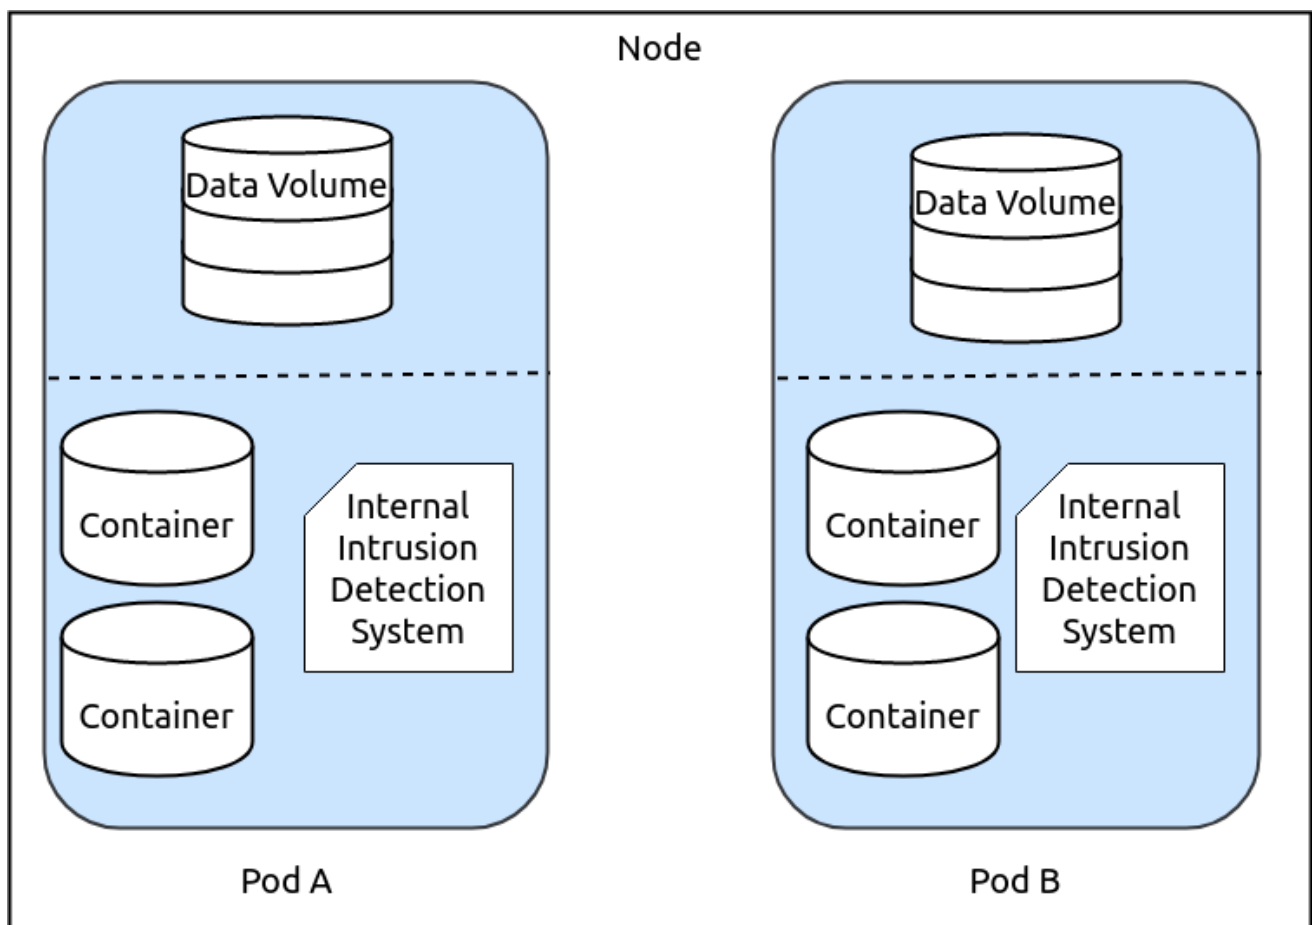 Node
Data Volume
Container
Internal
Intrusion
Detection
System
Container
Pod A
Data Volume
Container
Internal
Intrusion
Detection
System
Container
Pod B